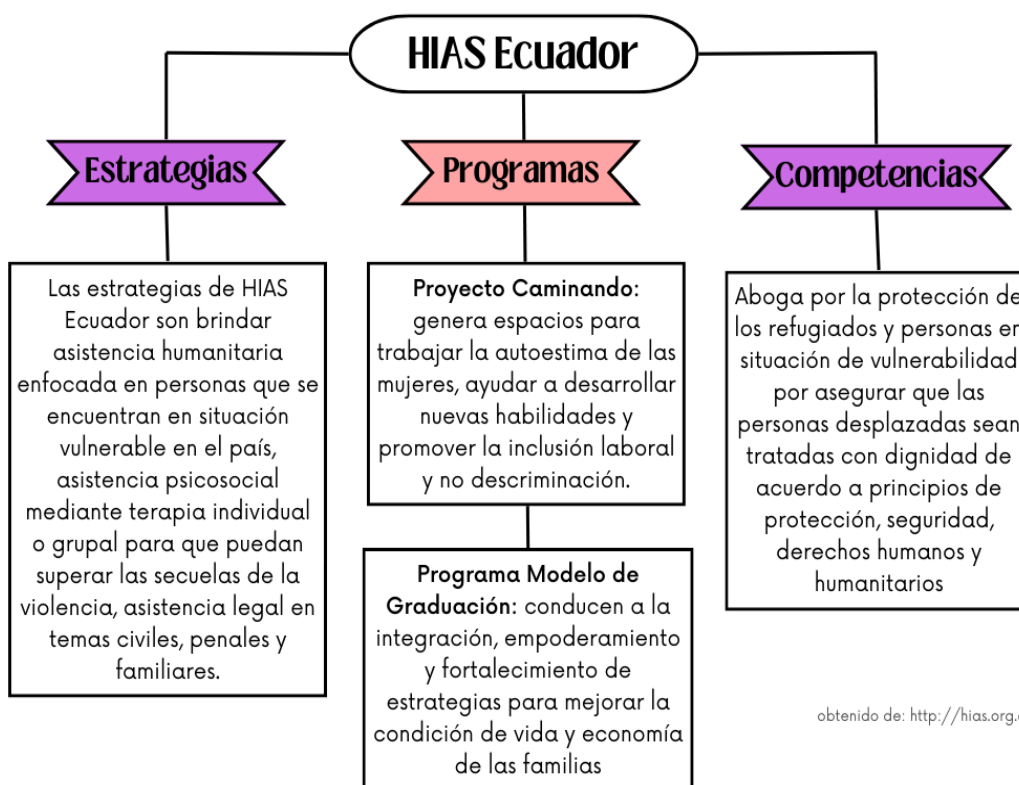 HIAS Ecuador
Estrategias
Las estrategias de HIAS
Ecuador son brindar
asistencia humanitaria
enfocada en personas que se
encuentran en situación
vulnerable en el país,
asistencia psicosocial
mediante terapia individual
o grupal para que puedan
superar las secuelas de la
violencia, asistencia legal en
temas civiles, penales y
familiares.
Programas
Proyecto Caminando:
genera espacios para
trabajar la autoestima de las
mujeres, ayudar a desarrollar
nuevas habilidades y
promover la inclusión laboral
y no descriminación.
Programa Modelo de
Graduación: conducen a la
integración, empoderamiento
y fortalecimiento de
estrategias para mejorar la
condición de vida y economía
de las familias
Competencias
Aboga por la protección de
los refugiados y personas en
situación de vulnerabilidad
por asegurar que las
personas desplazadas sean
tratadas con dignidad de
acuerdo a principios de
protección, seguridad,
derechos humanos y
humanitarios
obtenido de: http://hias.org.